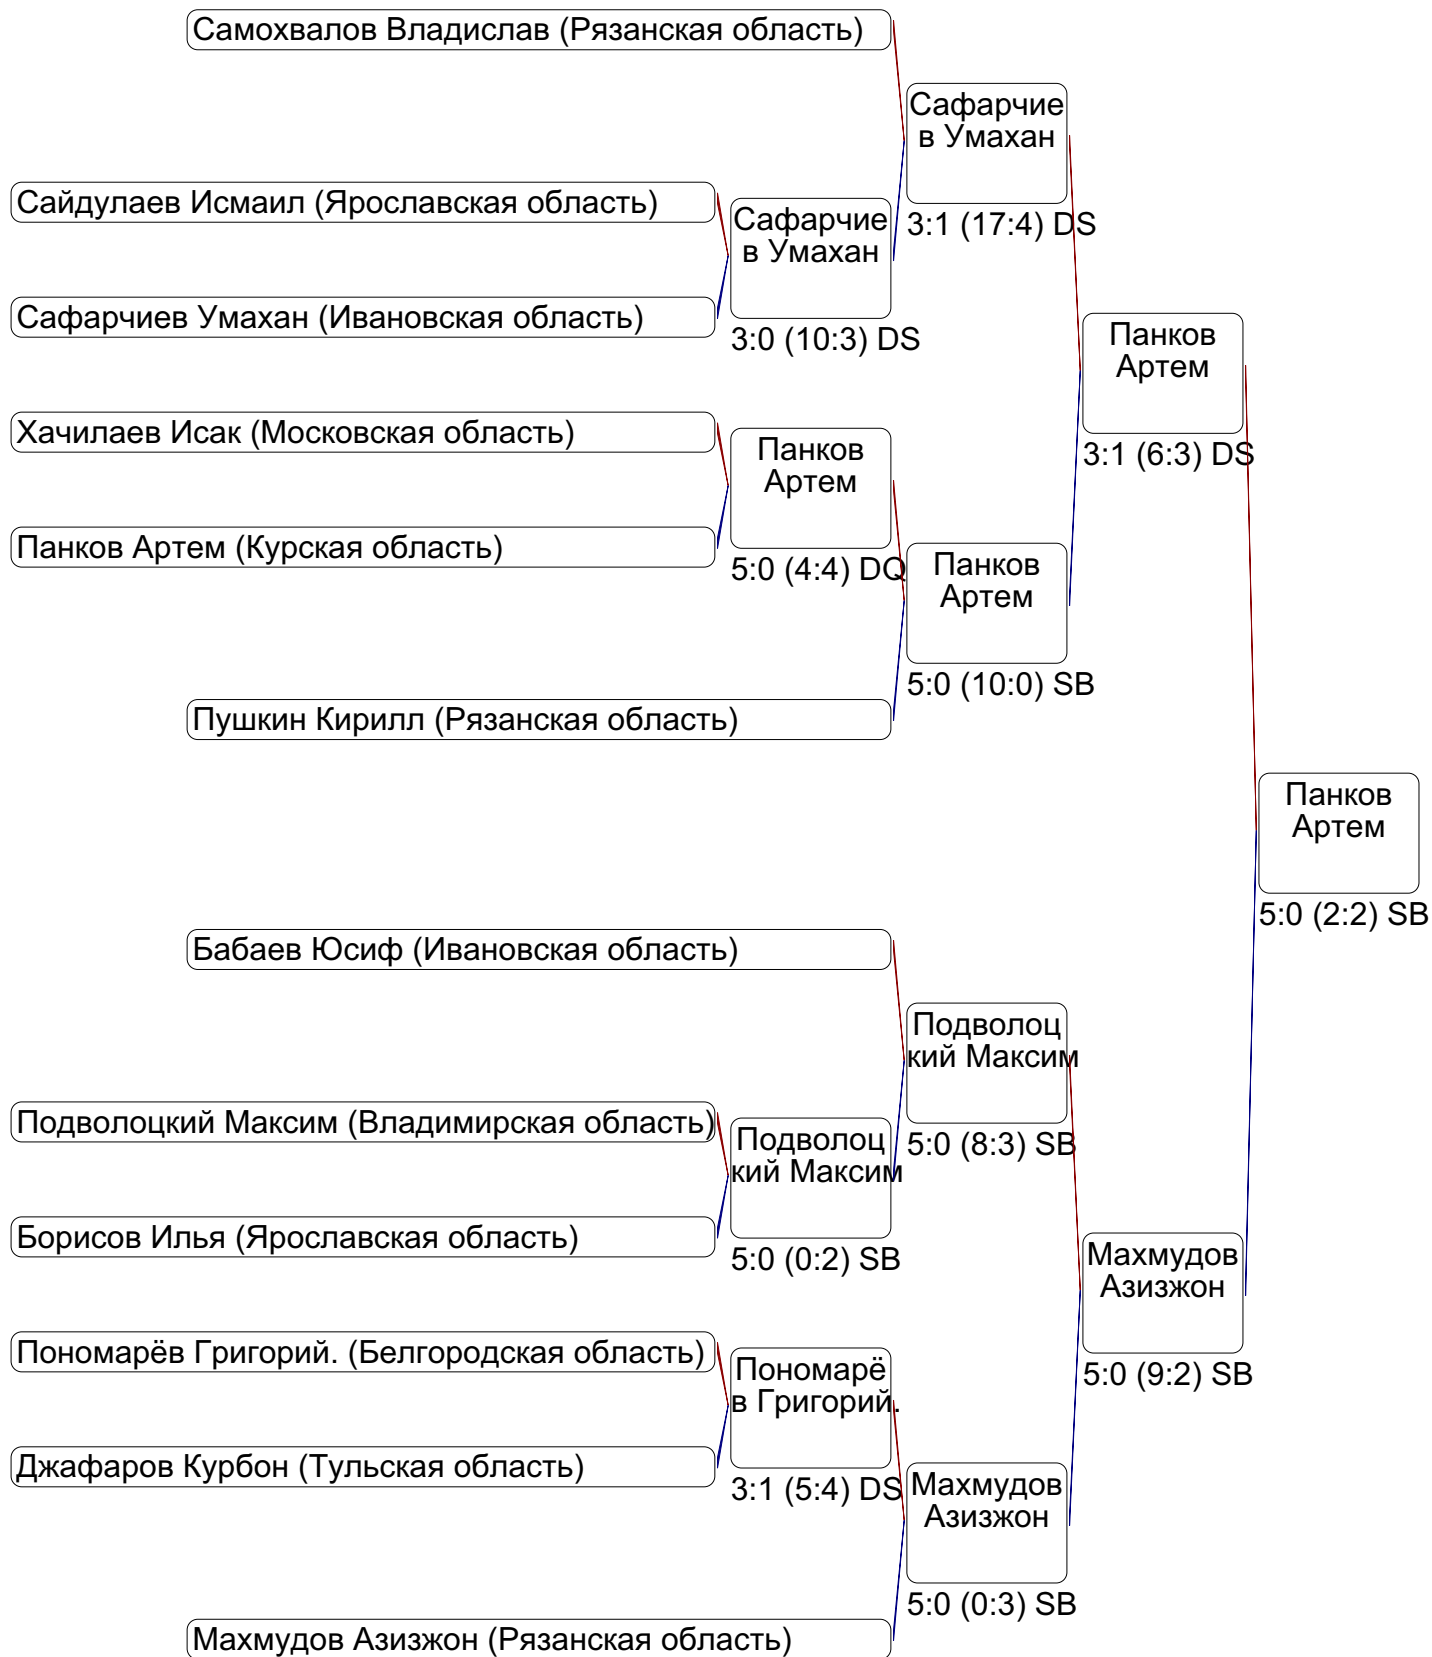 Самохвалов Владислав (Рязанская область)
Сафарчие
в Умахан
3:1 (17:4) DS
Сайдулаев Исмаил (Ярославская область)
Сафарчие
в Умахан
3:0 (10:3) DS
Сафарчиев Умахан (Ивановская область)
Панков
Артем
3:1 (6:3) DS
Хачилаев Исак (Московская область)
Панков
Артем
5:0 (4:4) DQ
Панков Артем (Курская область)
Панков
Артем
5:0 (10:0) SB
Пушкин Кирилл (Рязанская область)
Панков
Артем
5:0 (2:2) SB
Бабаев Юсиф (Ивановская область)
Подволоц
кий Максим
5:0 (8:3) SB
Подволоцкий Максим (Владимирская область)
Подволоц
кий Максим
5:0 (0:2) SB
Борисов Илья (Ярославская область)
Махмудов
Азизжон
5:0 (9:2) SB
Пономарёв Григорий. (Белгородская область)
Пономарё
в Григорий.
3:1 (5:4) DS
Джафаров Курбон (Тульская область)
Махмудов
Азизжон
5:0 (0:3) SB
Махмудов Азизжон (Рязанская область)